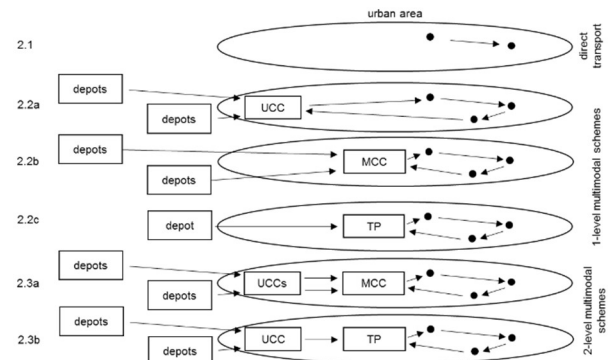 urban area
2.1
direct
transport
2.2a
depots
depots
UCC
2.2b
depots
depots
MCC
2.2c
depot
TP
1-level multimodal schemes
2.3a
depots
depots
UCCs
MCC
2.3b
depots
depots
UCC
TP
2-level multimodal
schemes